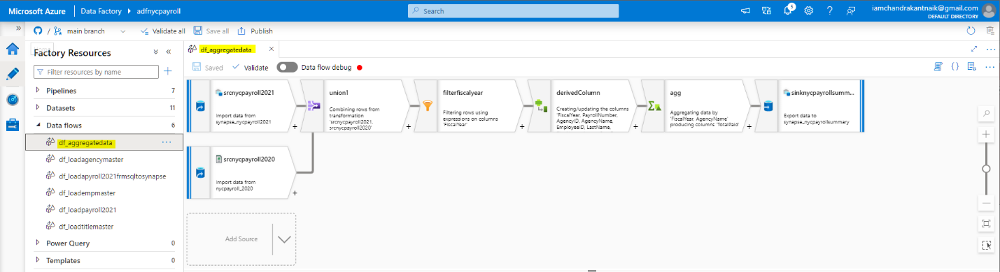 Microsoft Azure | Data Factory > adfnycpayroll
Search
5
iamchandrakantnaik@gmail.com
DEFAULT DIRECTORY
/ main branch
Validate all
Save all
Publish
Factory Resources
Filter resources by name
Pipelines 7
Datasets 11
Data flows 6
df_aggregatedata
df_loadagencymaster
df_loadapyroll2021frmsqltosynapse
df_loadempmaster
df_loadpayroll2021
df_loadtitlemaster
Power Query 0
Templates 0
df_aggregatedata
Saved
Validate
Data flow debug
srcnycpayroll2021
Import data from
synapse_nycpayroll2021
+
union1
Combining rows from
transformation
'srcnycpayroll2021,
srcnycpayroll2020'
+
filterfiscalyear
Filtering rows using
expressions on columns
'FiscalYear'
+
derivedColumn
Creating/updating the columns
'FiscalYear, PayrollNumber,
AgencyID, AgencyName,
EmployeeID, LastName,
+
agg
Aggregating data by
'FiscalYear, AgencyName'
producing columns 'TotalPaid'
+
sinknycpayrollsumm...
Export data to
synapse_nycpayrollsummary
srcnycpayroll2020
Import data from
nycpayroll_2020
+
Add Source